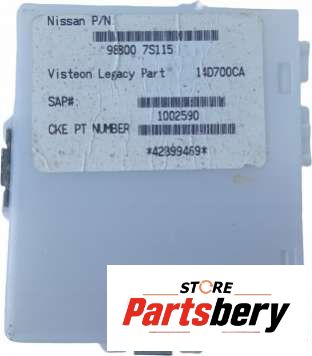 Nissan P/N
98800 7S115
Visteon Legacy Part 14D700CA
SAP#
1002590
CKE PT NUMBER
*42399469*
STORE
Partsbery